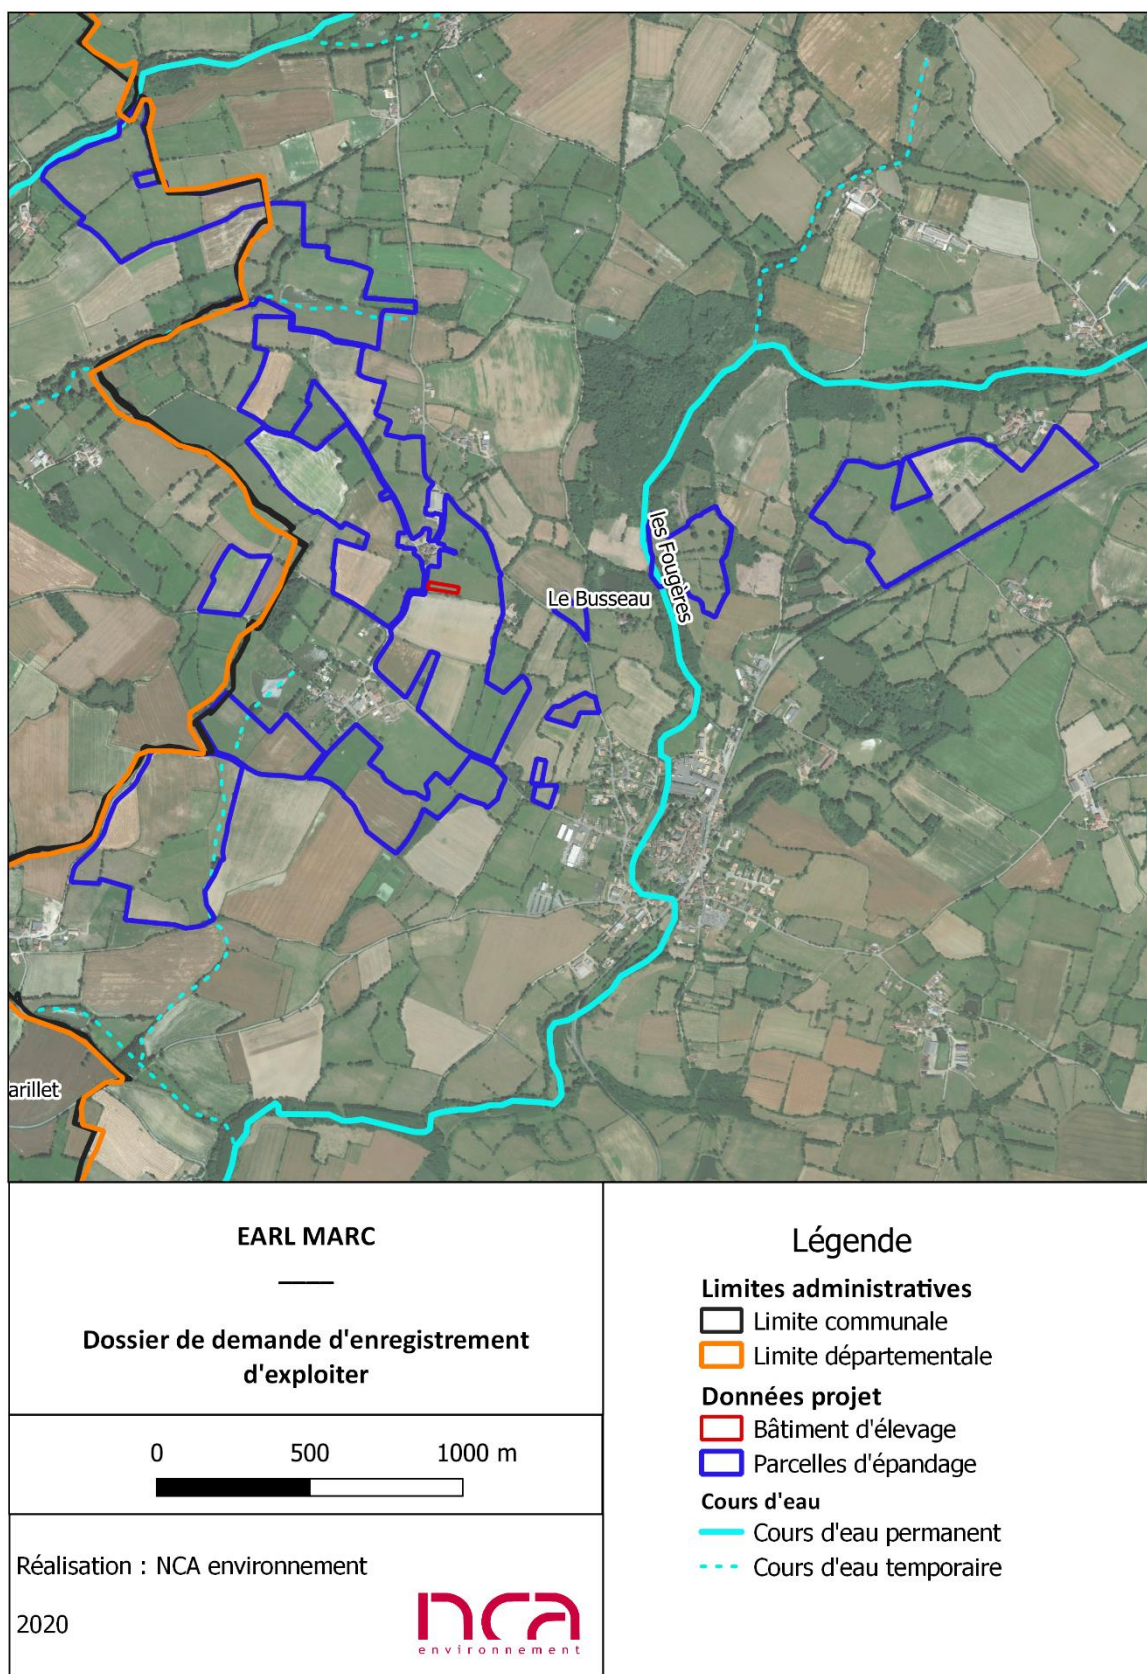 les Fougères
Le Busseau
arillet
EARL MARC
Dossier de demande d'enregistrement
d'exploiter
0 500 1000 m
Réalisation : NCA environnement
2020
nca
environnement
Légende
Limites administratives
Limite communale
Limite départementale
Données projet
Bâtiment d'élevage
Parcelles d'épandage
Cours d'eau
Cours d'eau permanent
Cours d'eau temporaire